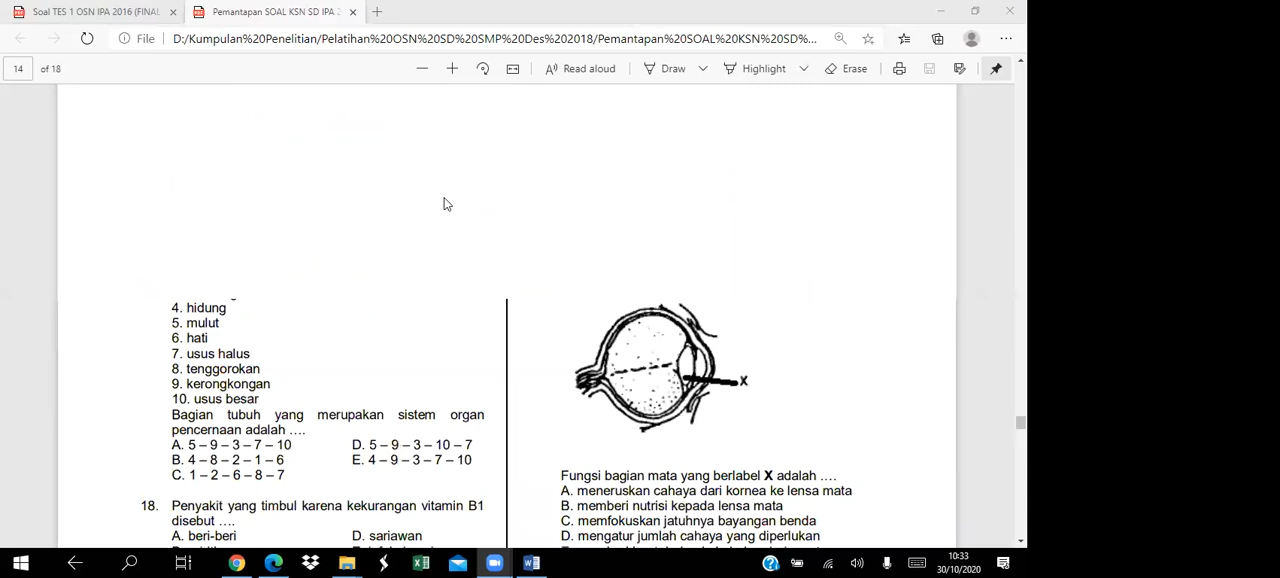 Soal TES 1 OSN IPA 2016 (FINAL
Pemantapan SOAL KSN SD IPA 2
File
D:/Kumpulan%20Penelitian/Pelatihan%20OSN%20SD%20SMP%20Des%202018/Pemantapan%20SOAL%20KSN%20SD%...
14 of 18
Read aloud
Draw
Highlight
Erase
4. hidung
5. mulut
6. hati
7. usus halus
8. tenggorokan
9. kerongkongan
10. usus besar
Bagian tubuh yang merupakan sistem organ
pencernaan adalah ....
A. 5 – 9 – 3 – 7 – 10 D. 5 – 9 – 3 – 10 – 7
B. 4 – 8 – 2 – 1 – 6 E. 4 – 9 – 3 – 7 – 10
C. 1 – 2 – 6 – 8 – 7
18. Penyakit yang timbul karena kekurangan vitamin B1
disebut ....
A. beri-beri D. sariawan
X
Fungsi bagian mata yang berlabel X adalah ....
A. meneruskan cahaya dari kornea ke lensa mata
B. memberi nutrisi kepada lensa mata
C. memfokuskan jatuhnya bayangan benda
D. mengatur jumlah cahaya yang diperlukan
10:33
30/10/2020